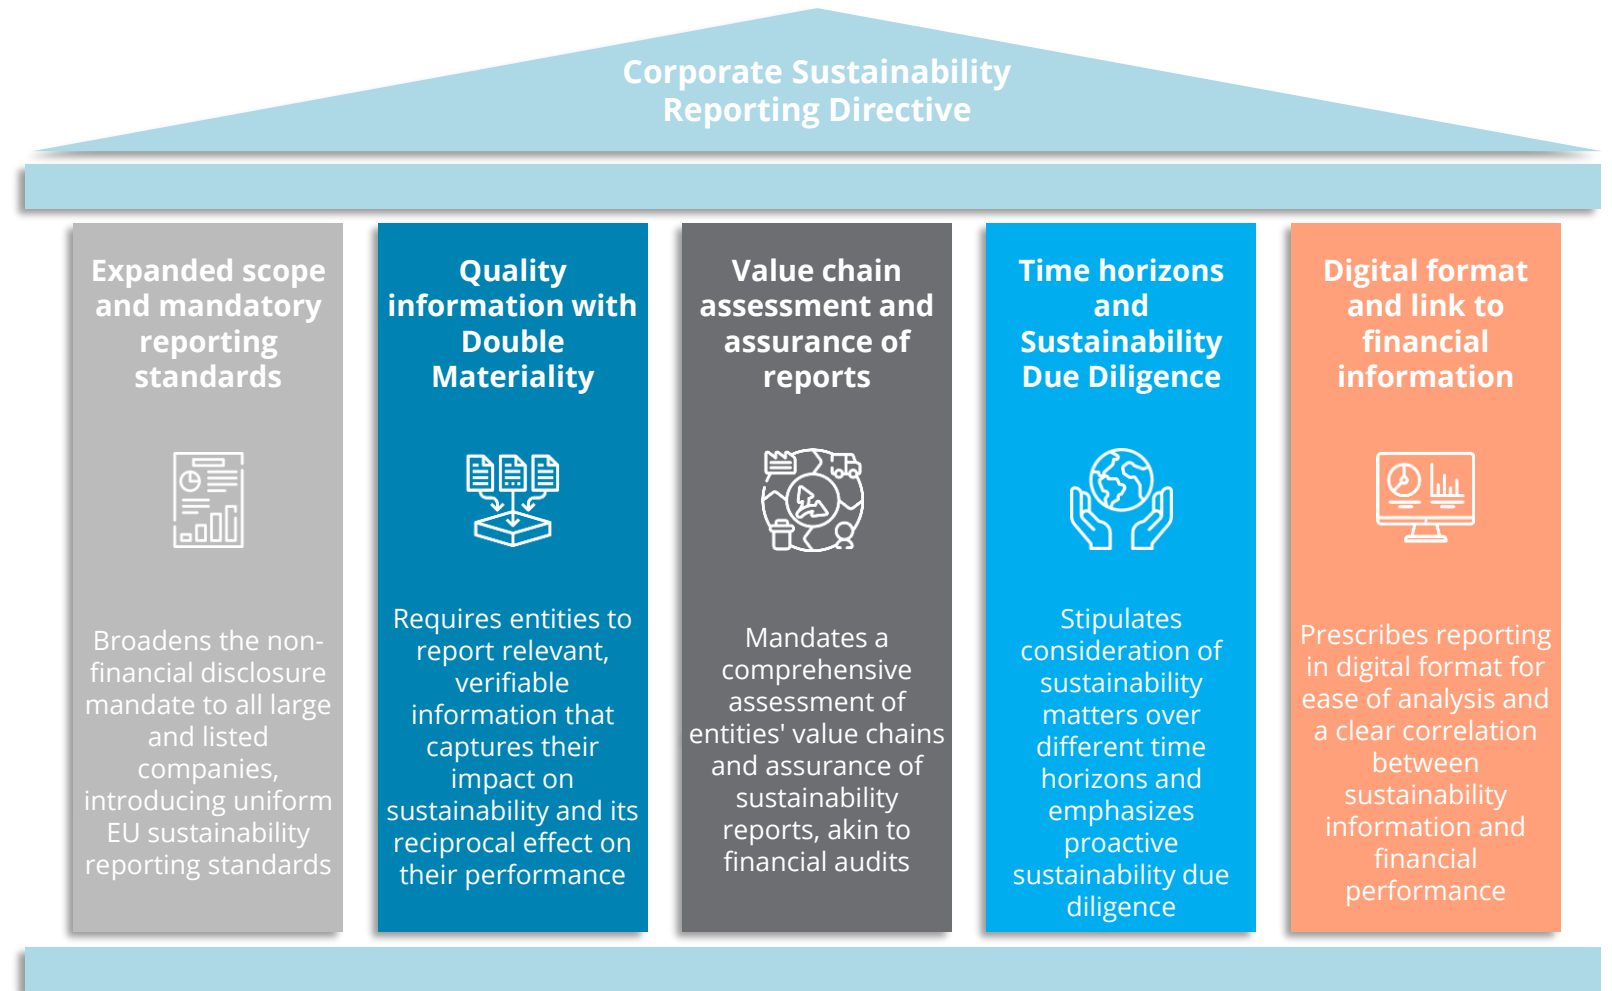 Corporate Sustainability
Reporting Directive
Expanded scope
and mandatory
reporting
standards
Broadens the non-
financial disclosure
mandate to all large
and listed
companies,
introducing uniform
EU sustainability
reporting standards
Quality
information with
Double
Materiality
Requires entities to
report relevant,
verifiable
information that
captures their
impact on
sustainability and its
reciprocal effect on
their performance
Value chain
assessment and
assurance of
reports
Mandates a
comprehensive
assessment of
entities' value chains
and assurance of
sustainability
reports, akin to
financial audits
Time horizons
and
Sustainability
Due Diligence
Stipulates
consideration of
sustainability
matters over
different time
horizons and
emphasizes
proactive
sustainability due
diligence
Digital format
and link to
financial
information
Prescribes reporting
in digital format for
ease of analysis and
a clear correlation
between
sustainability
information and
financial
performance